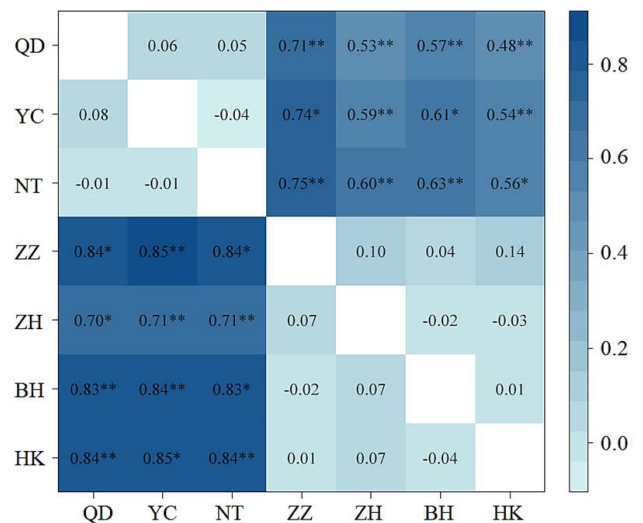 QD 0.06 0.05 0.71** 0.53** 0.57** 0.48**
YC 0.08 -0.04 0.74* 0.59** 0.61* 0.54**
NT -0.01 -0.01 0.75** 0.60** 0.63** 0.56*
ZZ 0.84* 0.85** 0.84* 0.10 0.04 0.14
ZH 0.70* 0.71** 0.71** 0.07 -0.02 -0.03
BH 0.83** 0.84** 0.83* -0.02 0.07 0.01
HK 0.84** 0.85* 0.84** 0.01 0.07 -0.04
QD YC NT ZZ ZH BH HK
0.8
0.6
0.4
0.2
0.0